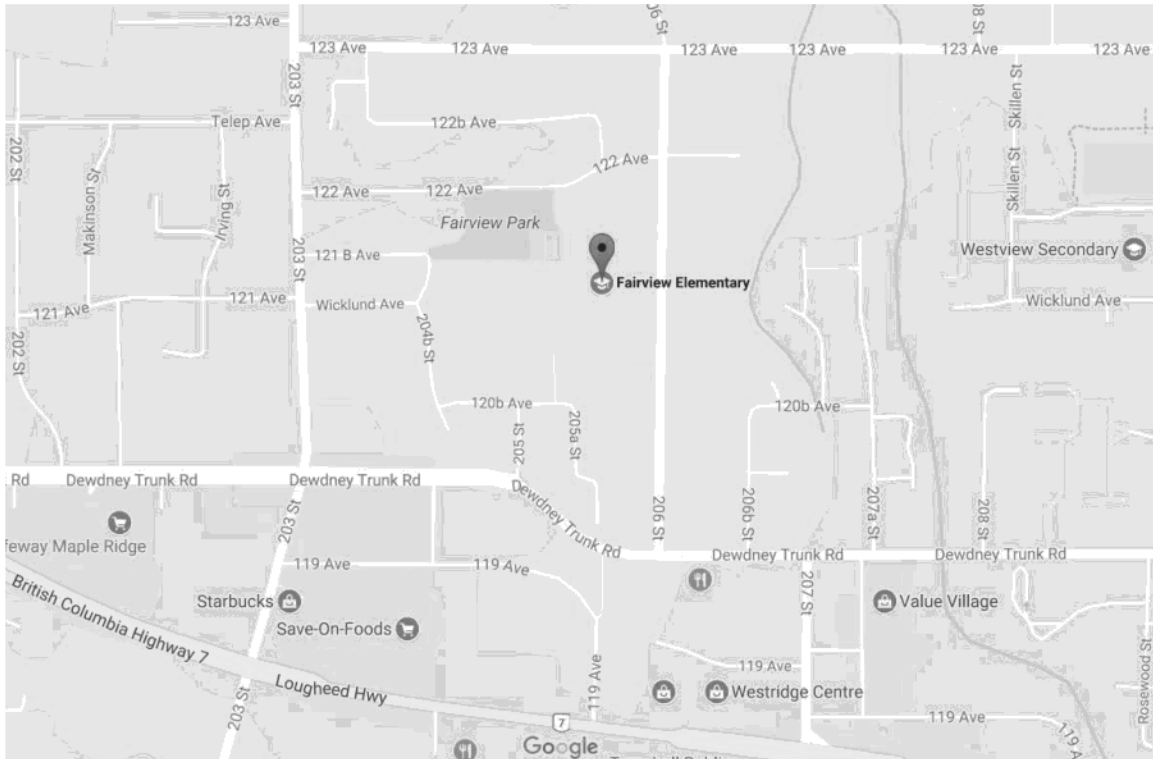 123 Ave
06 St
08 St
123 Ave
123 Ave
123 Ave
123 Ave
123 Ave
123 Ave
203 St
Skillen St
Telep Ave
122b Ave
202 St
Makinson St
Irving St
122 Ave
122 Ave
122 Ave
Skillen St
Fairview Park
203 St
121 B Ave
Westview Secondary
Fairview Elementary
121 Ave
121 Ave
Wicklund Ave
Wicklund Ave
202 St
204b St
120b Ave
120b Ave
205 St
205a St
Rd
Dewdney Trunk Rd
Dewdney Trunk Rd
D
Dewdney Trunk Rd
203 St
206 St
206b St
207a St
208 St
feway Maple Ridge
Dewdney Trunk Rd
Dewdney Trunk Rd
119 Ave
119 Ave
British Columbia Highway 7
Starbucks
207 St
Value Village
Save-On-Foods
Rosewood St
119 Ave
119 Ave
Westridge Centre
203 St
Lougheed Hwy
7
119 Ave
119 A
Google